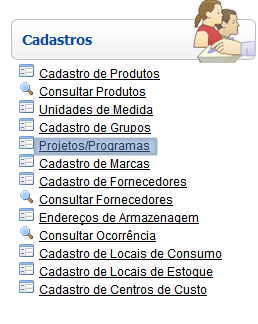 Cadastros
Cadastro de Produtos
Consultar Produtos
Unidades de Medida
Cadastro de Grupos
Projetos/Programas
Cadastro de Marcas
Cadastro de Fornecedores
Consultar Fornecedores
Endereços de Armazenagem
Consultar Ocorrência
Cadastro de Locais de Consumo
Cadastro de Locais de Estoque
Cadastro de Centros de Custo